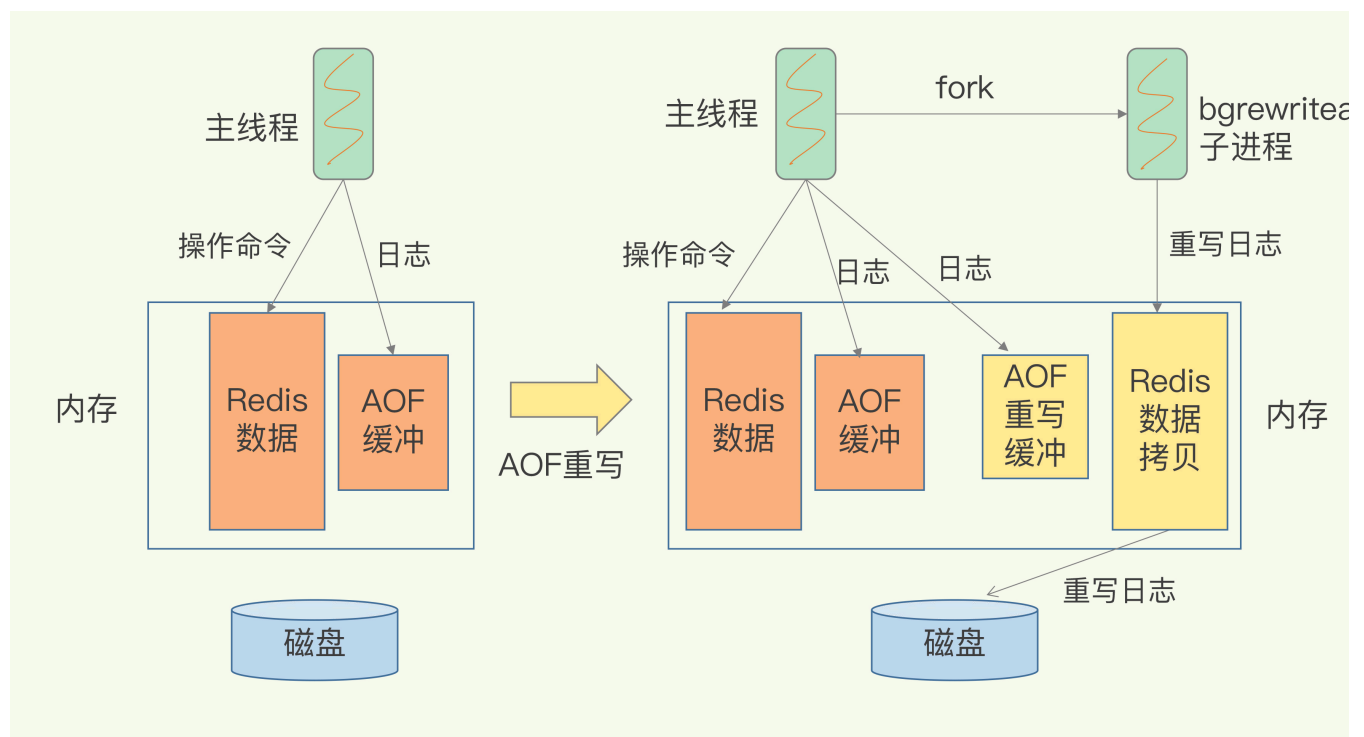 主线程
操作命令
日志
内存
Redis
数据
AOF
缓冲
磁盘
AOF重写
主线程
fork
bgrewritea
子进程
操作命令
日志
日志
重写日志
Redis
数据
AOF
缓冲
AOF
重写
缓冲
Redis
数据
拷贝
内存
重写日志
磁盘